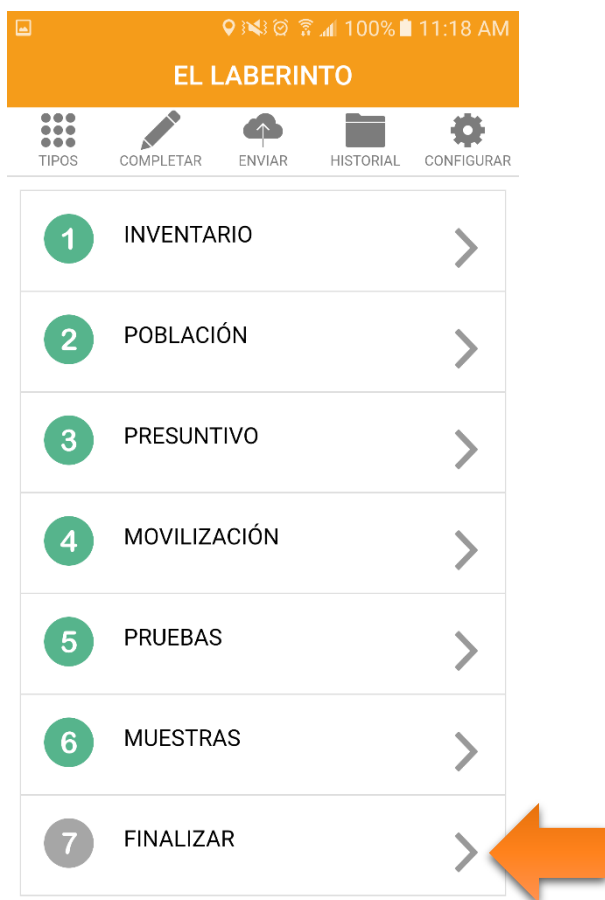 100% 11:18 AM
EL LABERINTO
TIPOS COMPLETAR ENVIAR HISTORIAL CONFIGURAR
1 INVENTARIO
2 POBLACIÓN
3 PRESUNTIVO
4 MOVILIZACIÓN
5 PRUEBAS
6 MUESTRAS
7 FINALIZAR